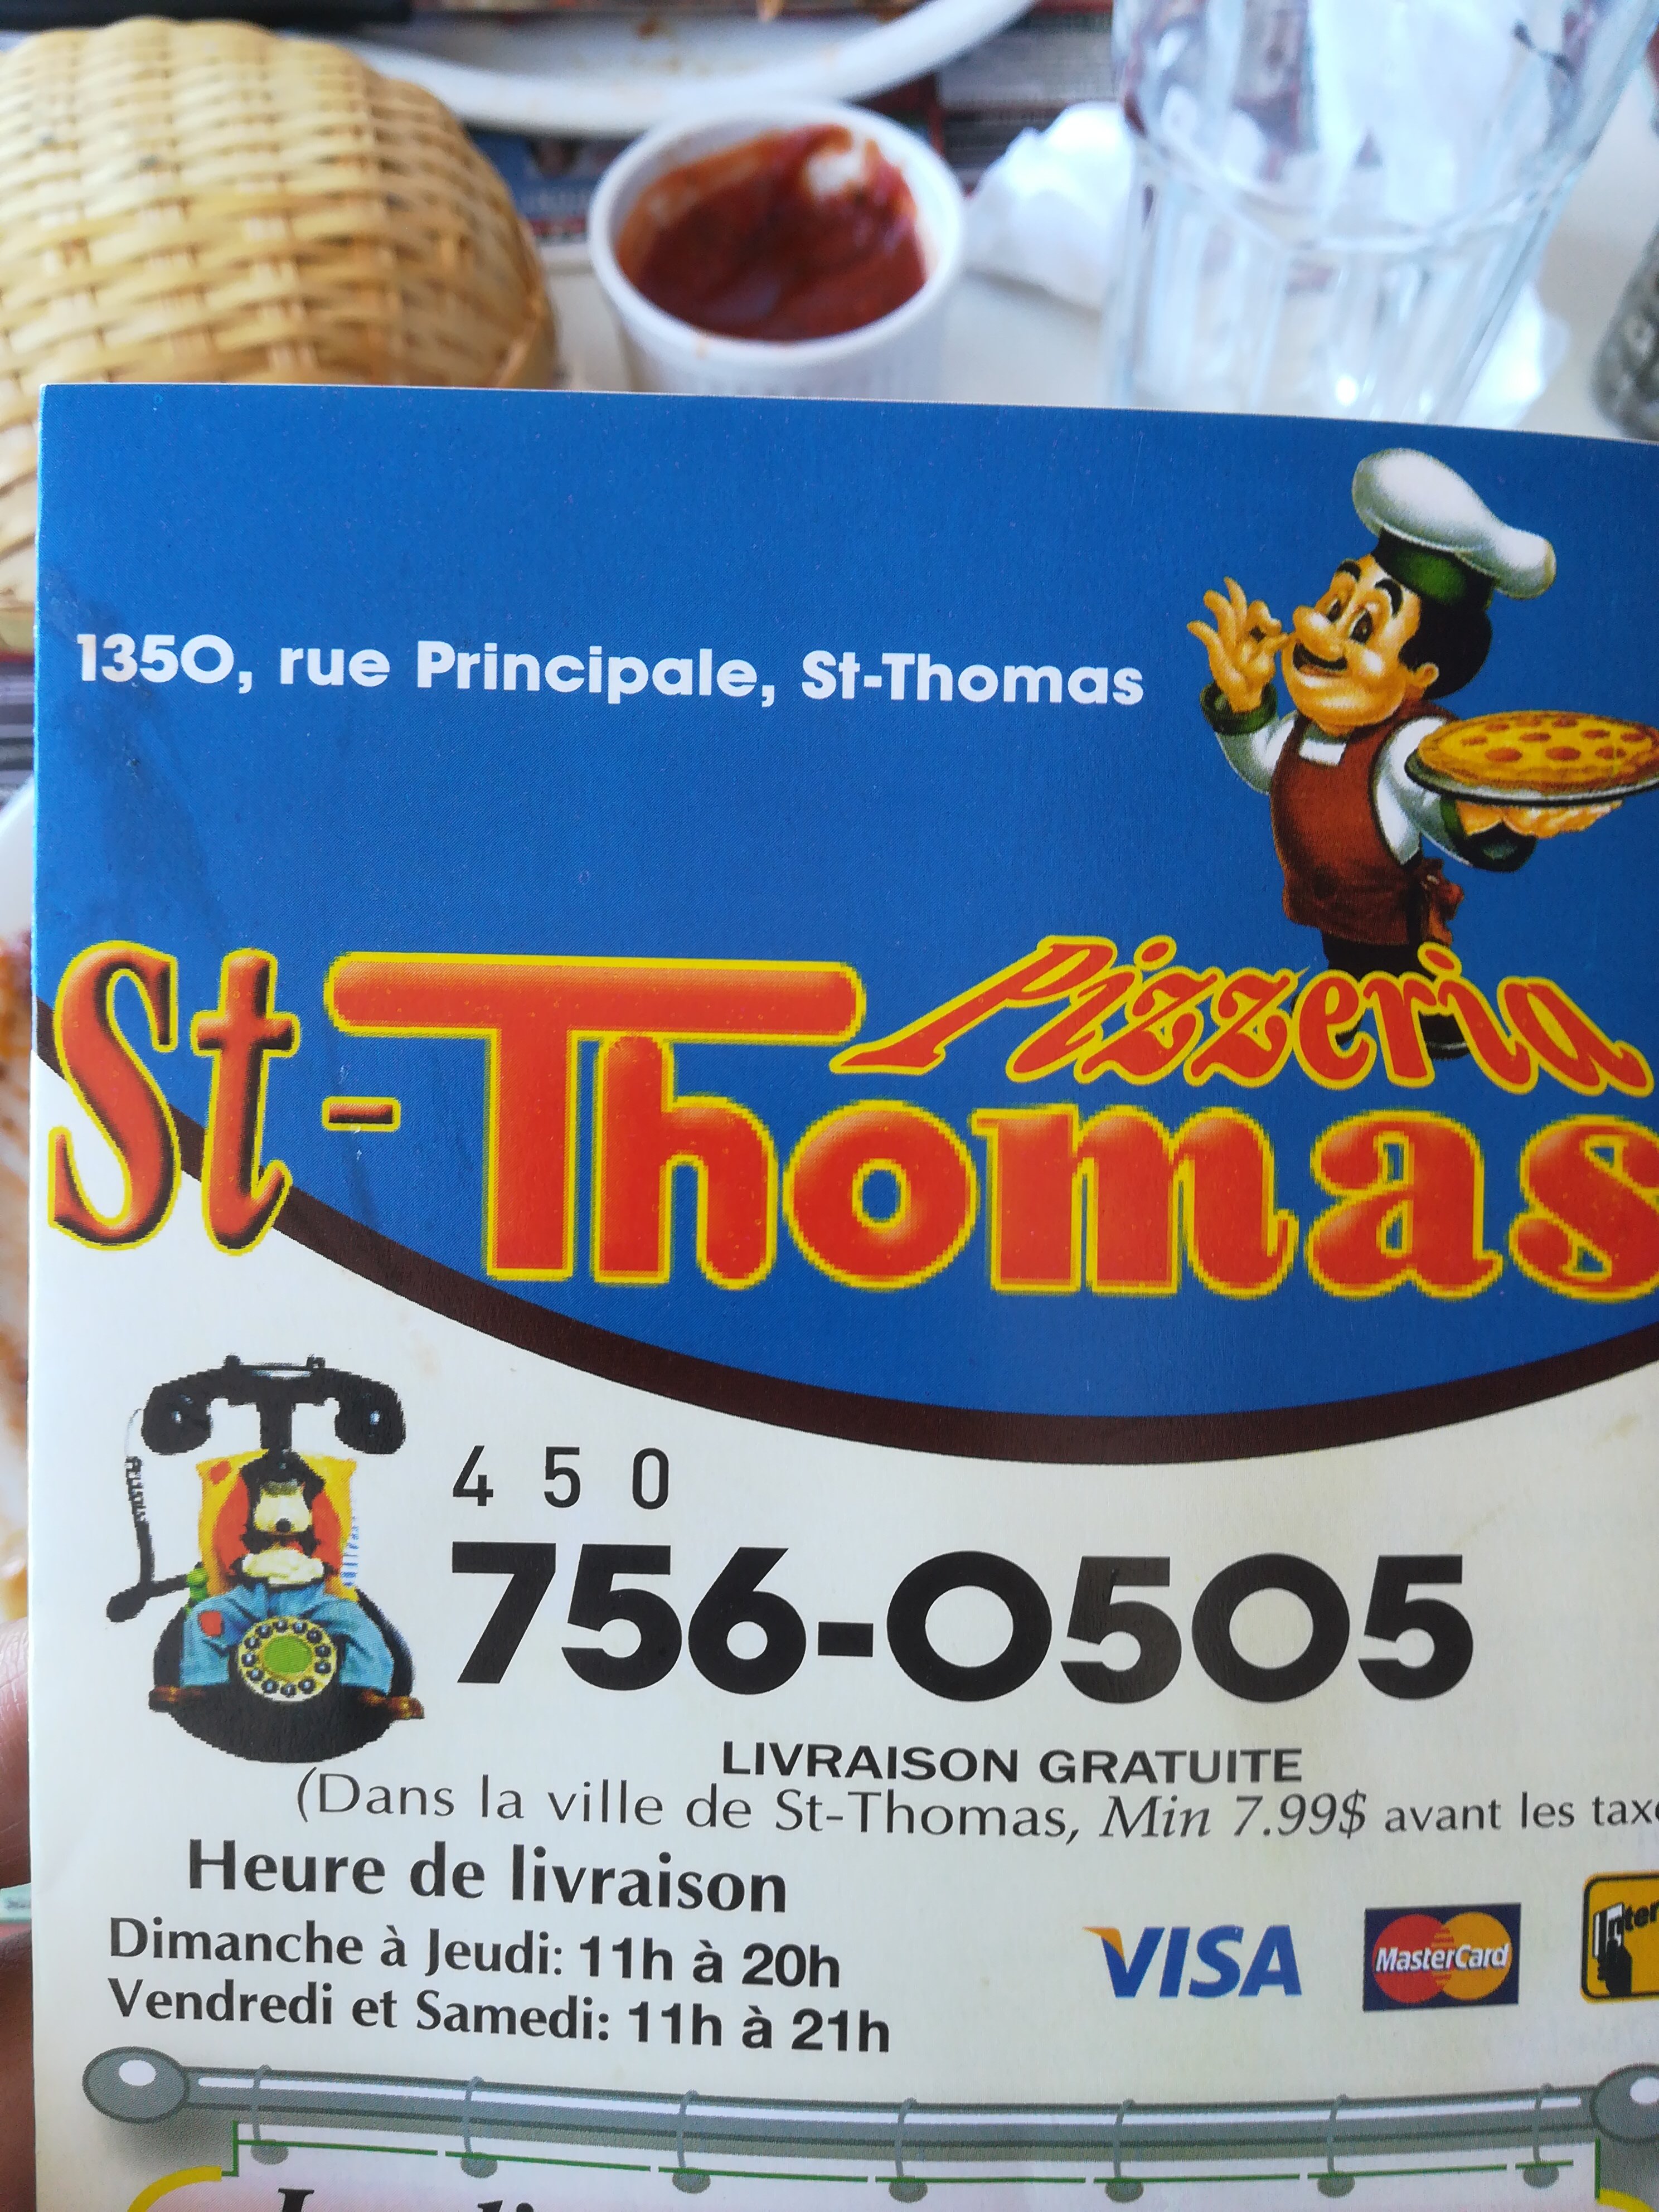 1350, rue Principale, St-Thomas
Pizzeria
St-Thomas
450
756-0505
LIVRAISON GRATUITE
(Dans la ville de St-Thomas, Min 7.99$ avant les
Heure de livraison
Dimanche à Jeudi: 11h à 20h
Vendredi et Samedi: 11h à 21h
VISA
MasterCard